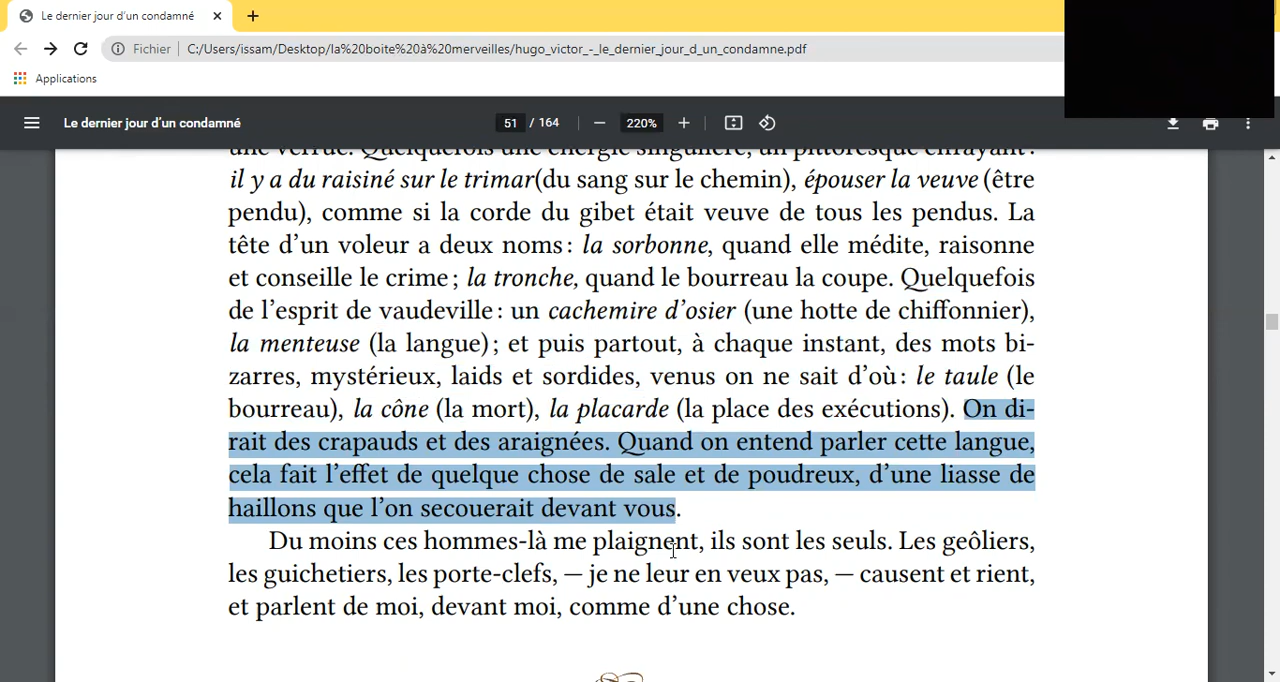 Le dernier jour d'un condamné
Fichier C:/Users/issam/Desktop/la%20boite%20à%20merveilles/hugo_victor_-_le_dernier_jour_d_un_condamne.pdf
Applications
Le dernier jour d'un condamné 51 / 164 220%
une verrue. Quelquefois une énergie singulière, un pittoresque effrayant :
il y a du raisiné sur le trimar(du sang sur le chemin), épouser la veuve (être
pendu), comme si la corde du gibet était veuve de tous les pendus. La
tête d’un voleur a deux noms : la sorbonne, quand elle médite, raisonne
et conseille le crime ; la tronche, quand le bourreau la coupe. Quelquefois
de l’esprit de vaudeville : un cachemire d’osier (une hotte de chiffonnier),
la menteuse (la langue) ; et puis partout, à chaque instant, des mots bi-
zarres, mystérieux, laids et sordides, venus on ne sait d’où : le taule (le
bourreau), la cône (la mort), la placarde (la place des exécutions). On di-
rait des crapauds et des araignées. Quand on entend parler cette langue,
cela fait l’effet de quelque chose de sale et de poudreux, d’une liasse de
haillons que l’on secouerait devant vous.
Du moins ces hommes-là me plaignent, ils sont les seuls. Les geôliers,
les guichetiers, les porte-clefs, — je ne leur en veux pas, — causent et rient,
et parlent de moi, devant moi, comme d’une chose.